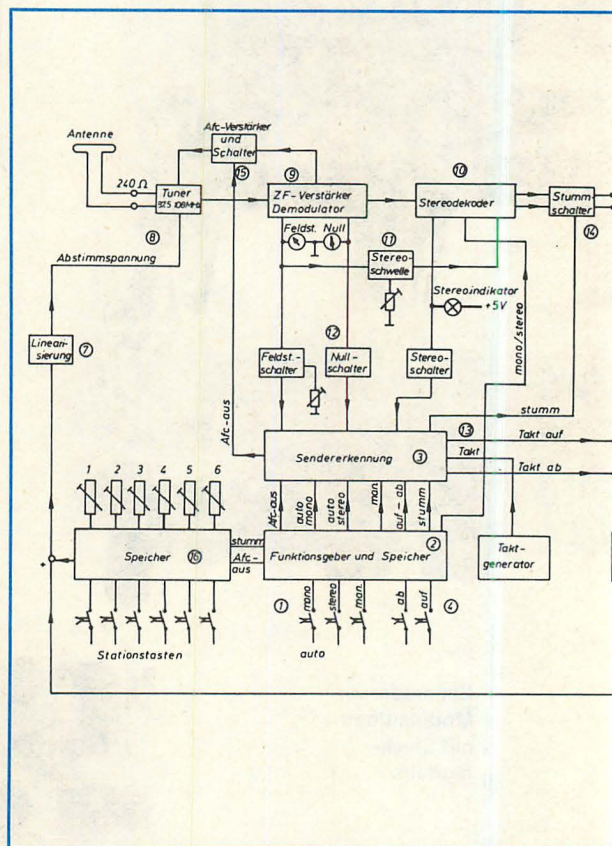 Antenne
240 Ω
Tuner
87,5 108MHz
⑧
Afc-Verstärker
und
Schalter
⑮
⑨
ZF-Verstärker
Demodulator
⑩
Stereodekoder
Stumm-
schalter
⑭
Feldst. Null
⑪
Stereo-
schwelle
Stereoindikator
+5V
Abstimmspannung
Lineari-
sierung
⑦
⑫
Feldst.-
schalter
Null-
schalter
Stereo-
schalter
mono/stereo
Afc-aus
stumm
⑬
Sendererkennung
③
Takt auf
Takt
Takt ab
1 2 3 4 5 6
Afc-aus
auto
mono
auto
stereo
man.
auf-ab
stumm
+
Speicher
⑯
stumm
Afc-
aus
Funktionsgeber und Speicher
②
Takt-
generator
①
mono
stereo
man.
ab
auf
④
Stationstasten
auto